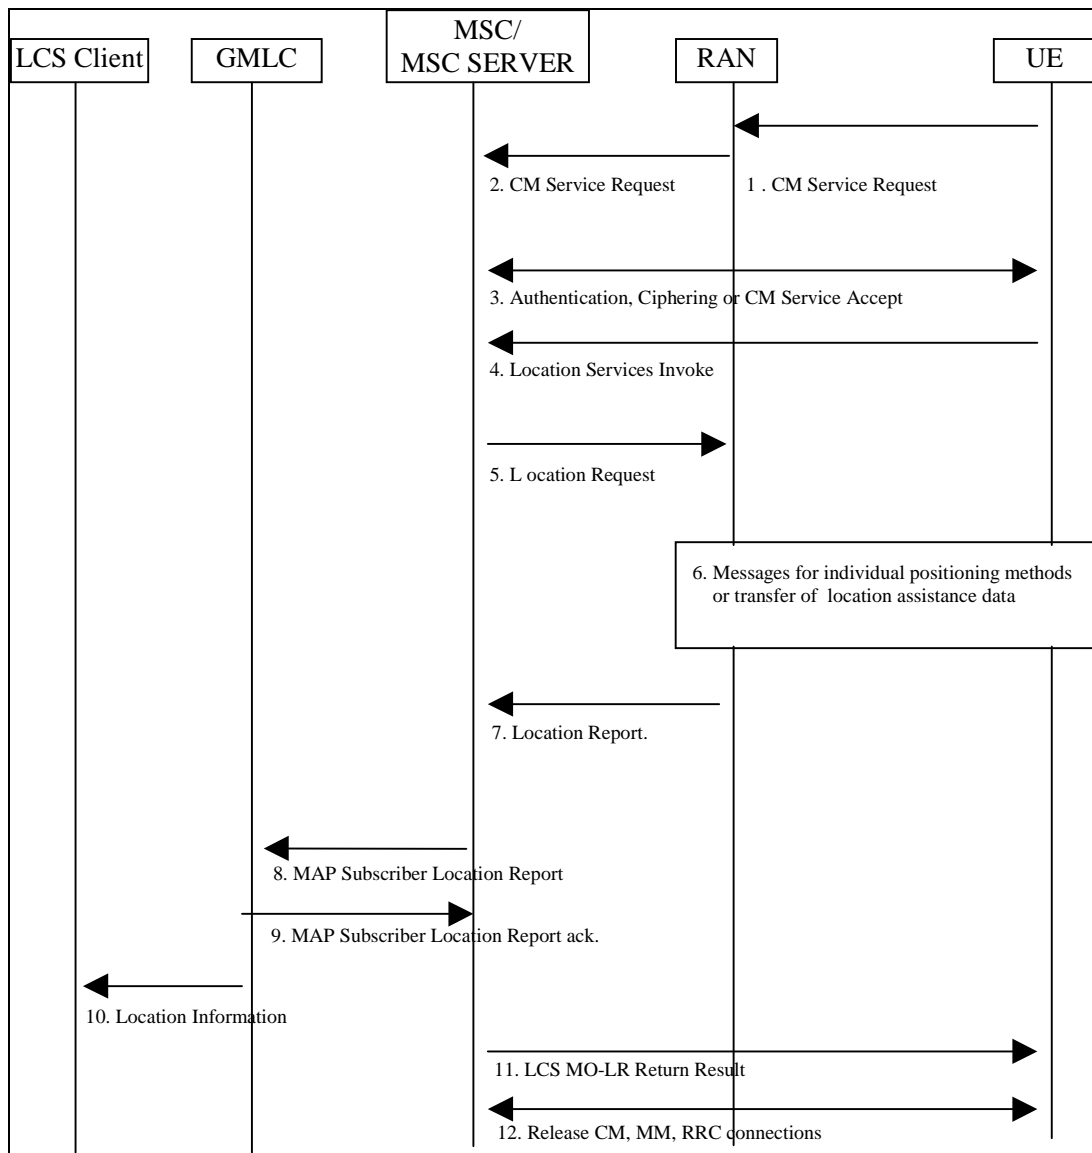 MSC/
LCS Client GMLC MSC SERVER RAN UE
2. CM Service Request 1 . CM Service Request
3. Authentication, Ciphering or CM Service Accept
4. Location Services Invoke
5. L ocation Request
6. Messages for individual positioning methods
or transfer of location assistance data
7. Location Report.
8. MAP Subscriber Location Report
9. MAP Subscriber Location Report ack.
10. Location Information
11. LCS MO-LR Return Result
12. Release CM, MM, RRC connections